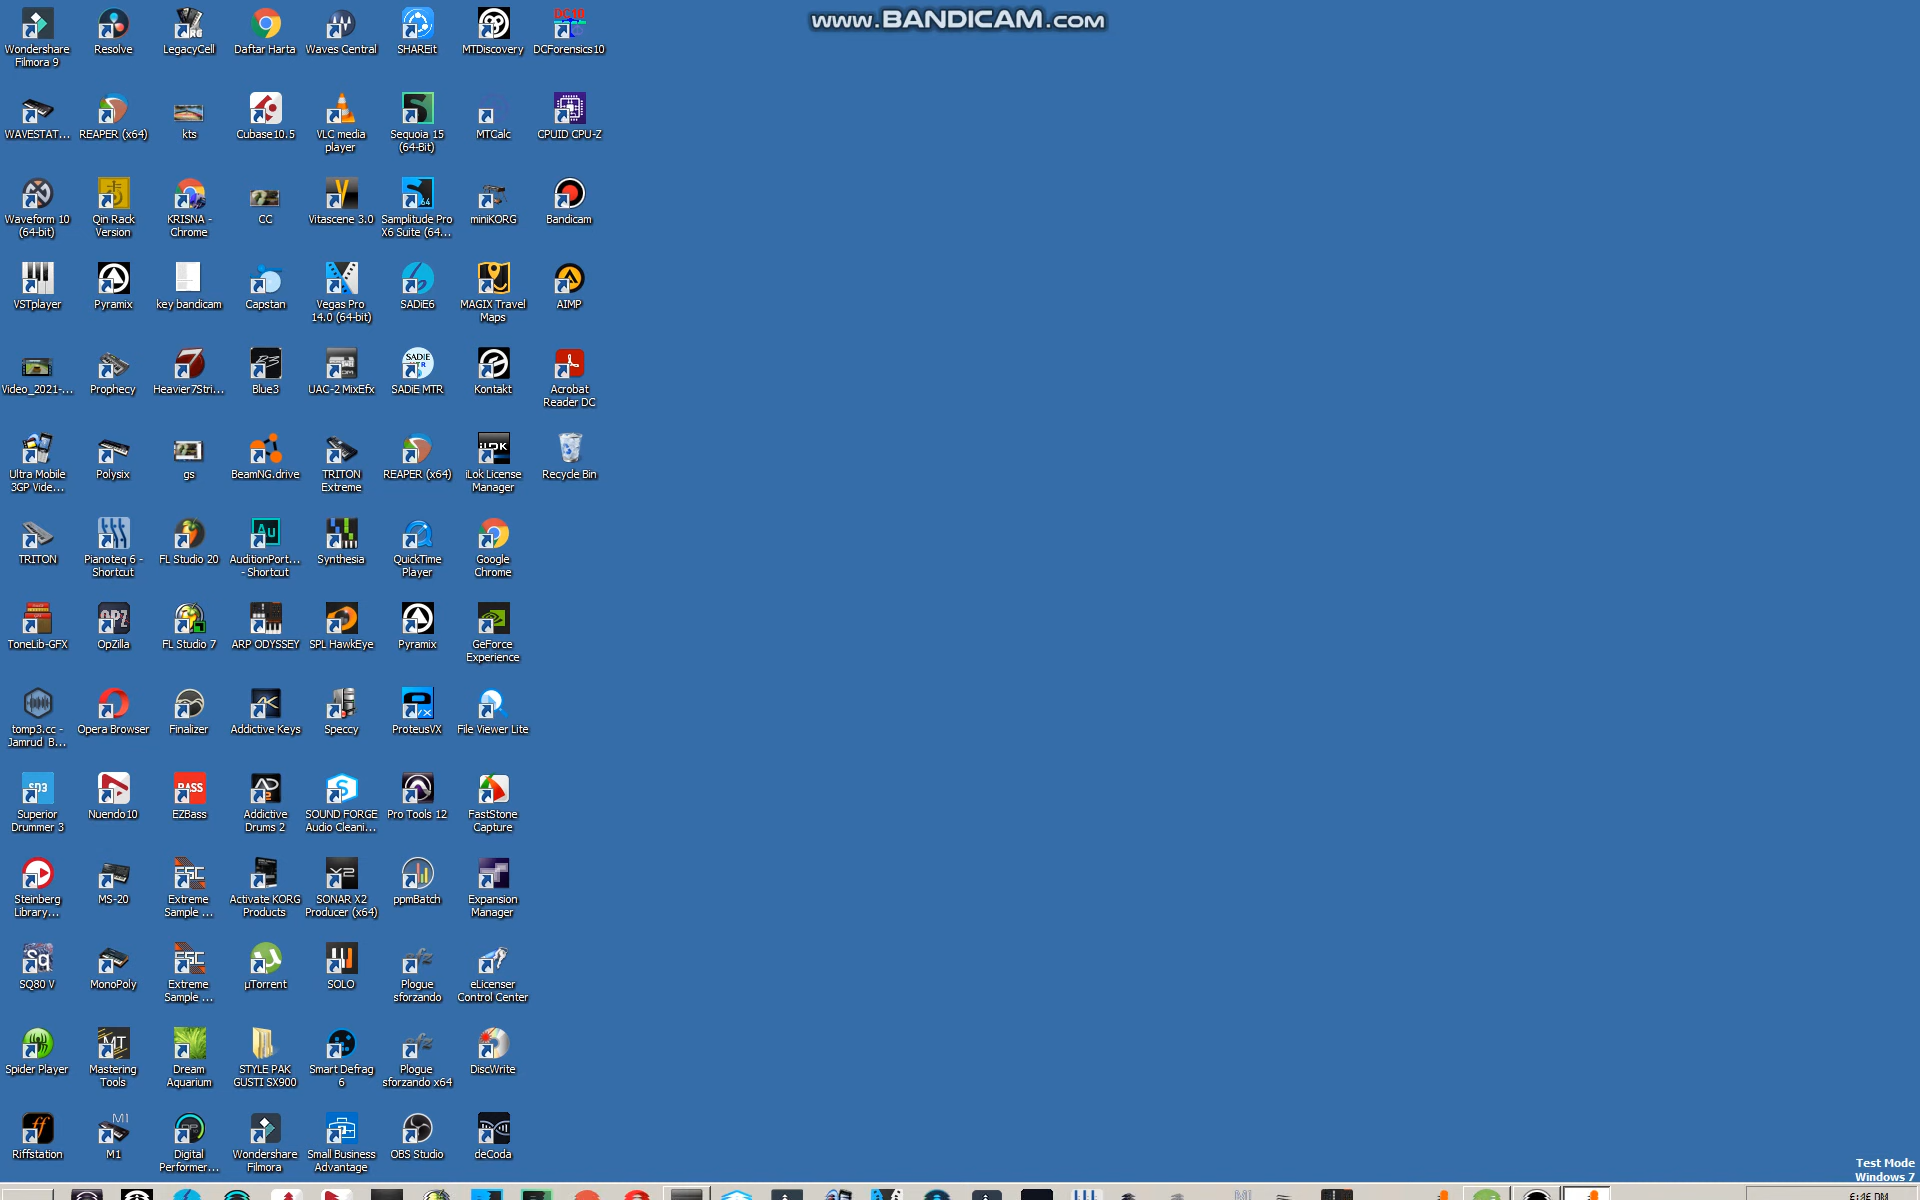 www.BANDICAM.com
Wondershare
Filmora 9
Resolve
LegacyCell
Daftar Harta
Waves Central
SHAREit
MTDiscovery
DCForensics10
WAVESTAT...
REAPER (x64)
kts
Cubase10.5
VLC media
player
Sequoia 15
(64-Bit)
MTCalc
CPUID CPU-Z
Waveform 10
(64-bit)
Qin Rack
Version
KRISNA -
Chrome
CC
Vitascene 3.0
Samplitude Pro
X6 Suite (64...
miniKORG
Bandicam
VSTplayer
Pyramix
key bandicam
Capstan
Vegas Pro
14.0 (64-bit)
SADiE6
MAGIX Travel
Maps
AIMP
Video_2021-...
Prophecy
Heavier7Stri...
Blue3
UAC-2 MixEfx
SADiE MTR
Kontakt
Acrobat
Reader DC
Ultra Mobile
3GP Vide...
Polysix
gs
BeamNG.drive
TRITON
Extreme
REAPER (x64)
iLok License
Manager
Recycle Bin
TRITON
Pianoteq 6 -
Shortcut
FL Studio 20
AuditionPort...
- Shortcut
Synthesia
QuickTime
Player
Google
Chrome
ToneLib-GFX
OpZilla
FL Studio 7
ARP ODYSSEY
SPL HawkEye
Pyramix
GeForce
Experience
tomp3.cc -
Jamrud_B...
Opera Browser
Finalizer
Addictive Keys
Speccy
ProteusVX
File Viewer Lite
Superior
Drummer 3
Nuendo10
EZBass
Addictive
Drums 2
SOUND FORGE
Audio Cleani...
Pro Tools 12
FastStone
Capture
Steinberg
Library...
MS-20
Extreme
Sample ...
Activate KORG
Products
SONAR X2
Producer (x64)
ppmBatch
Expansion
Manager
SQ80 V
MonoPoly
Extreme
Sample ...
µTorrent
SOLO
Plogue
sforzando
eLicenser
Control Center
Spider Player
Mastering
Tools
Dream
Aquarium
STYLE PAK
GUSTI SX900
Smart Defrag
6
Plogue
sforzando x64
DiscWrite
Riffstation
M1
Digital
Performer...
Wondershare
Filmora
Small Business
Advantage
OBS Studio
deCoda
Test Mode
Windows 7